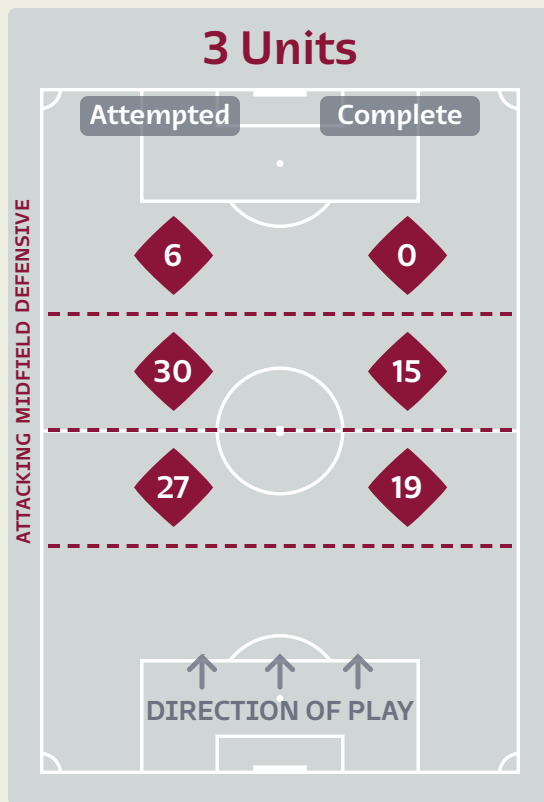 3 Units
Attempted Complete
ATTACKING MIDFIELD DEFENSIVE
6 0
30 15
27 19
DIRECTION OF PLAY